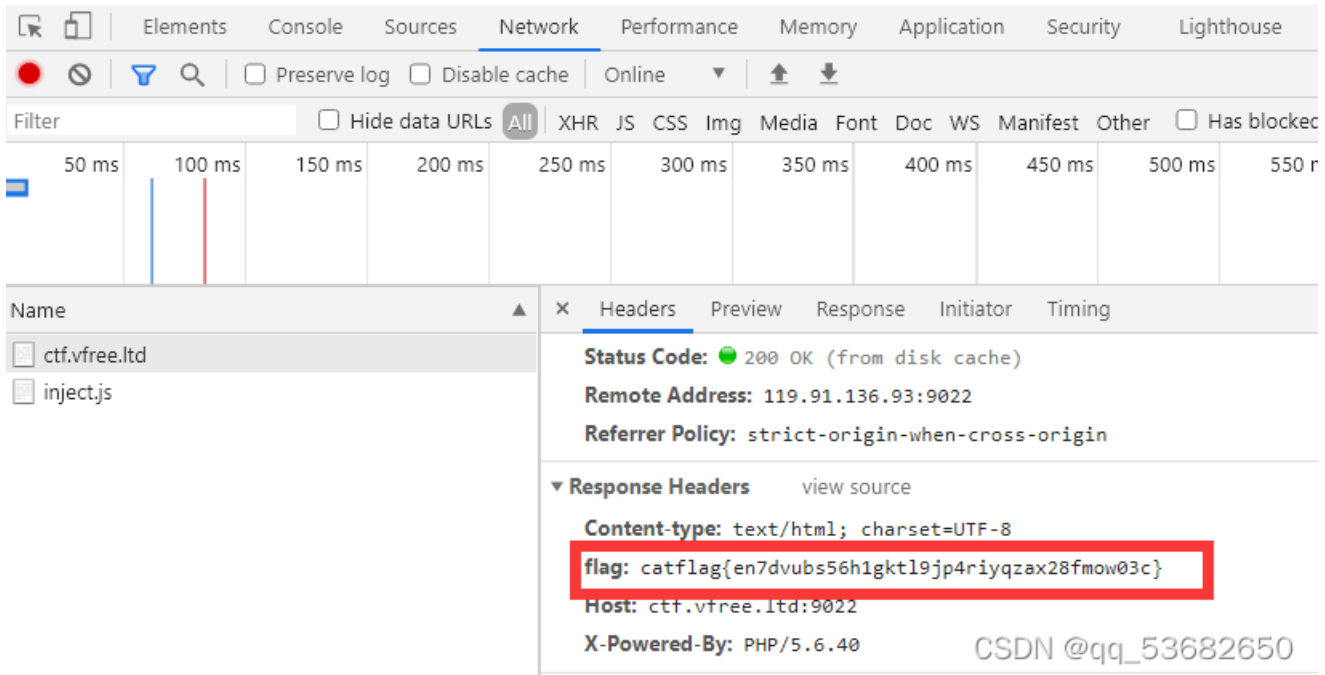 Elements Console Sources Network Performance Memory Application Security Lighthouse
Preserve log Disable cache Online
Filter Hide data URLs All XHR JS CSS Img Media Font Doc WS Manifest Other Has blocked
50 ms 100 ms 150 ms 200 ms 250 ms 300 ms 350 ms 400 ms 450 ms 500 ms 550 m
Name
ctf.vfree.ltd
inject.js
Headers Preview Response Initiator Timing
Status Code: 200 OK (from disk cache)
Remote Address: 119.91.136.93:9022
Referrer Policy: strict-origin-when-cross-origin
Response Headers view source
Content-type: text/html; charset=UTF-8
flag: catflag{en7dvubs56h1gktl9jp4riyqzax28fmow03c}
Host: ctf.vfree.ltd:9022
X-Powered-By: PHP/5.6.40
CSDN @qq_53682650